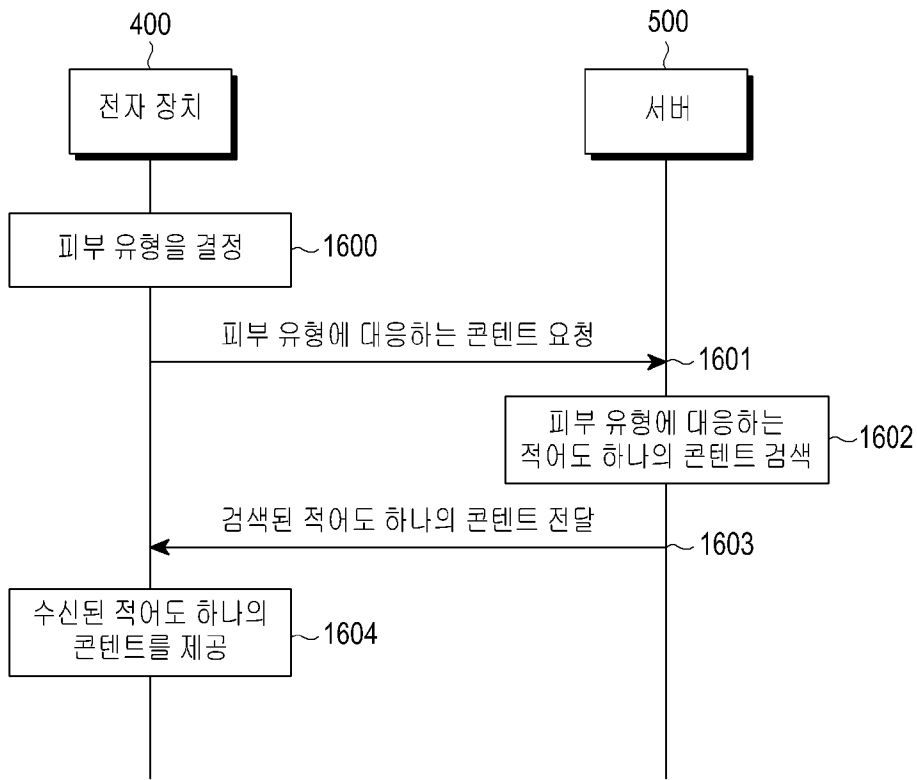 400
500
전자 장치
서버
피부 유형을 결정
1600
피부 유형에 대응하는 콘텐트 요청
1601
피부 유형에 대응하는
적어도 하나의 콘텐트 검색
1602
검색된 적어도 하나의 콘텐트 전달
1603
수신된 적어도 하나의
콘텐트를 제공
1604